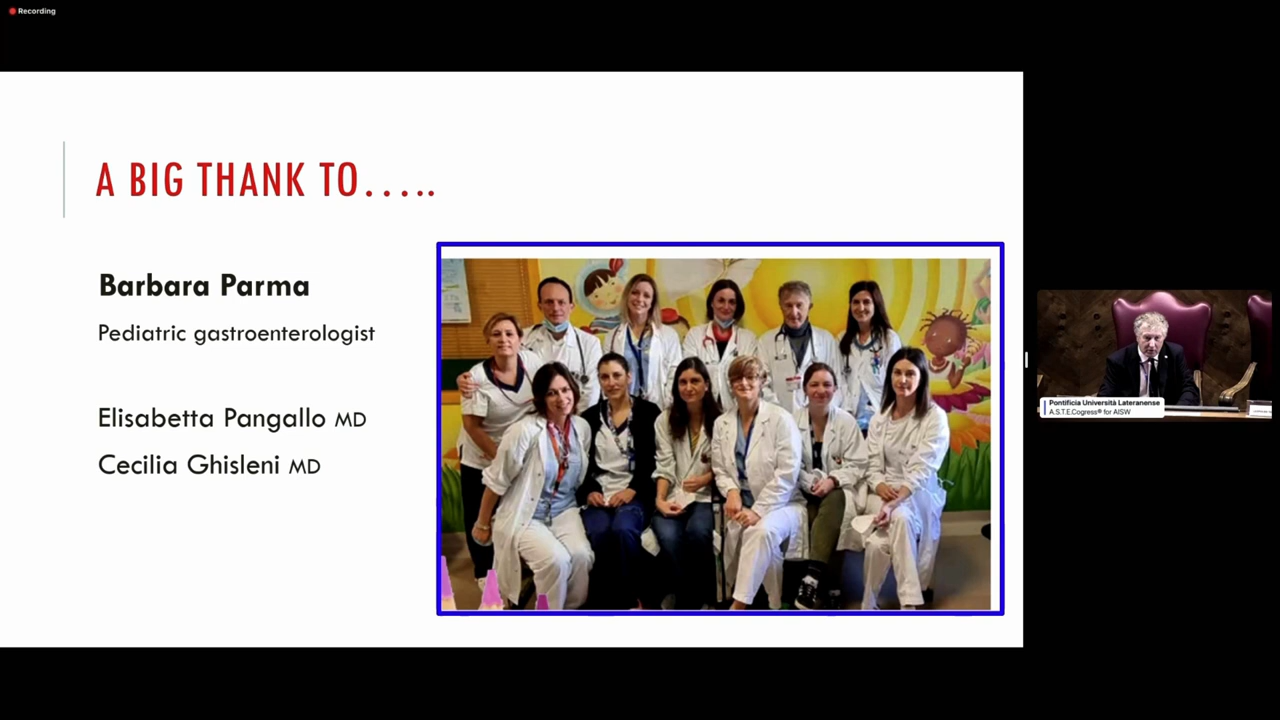 Recording
A BIG THANK TO.....
Barbara Parma
Pediatric gastroenterologist
Elisabetta Pangallo MD
Cecilia Ghisleni MD
Pontificia Università Lateranense
A.S.T.E.Cogress® for AISW